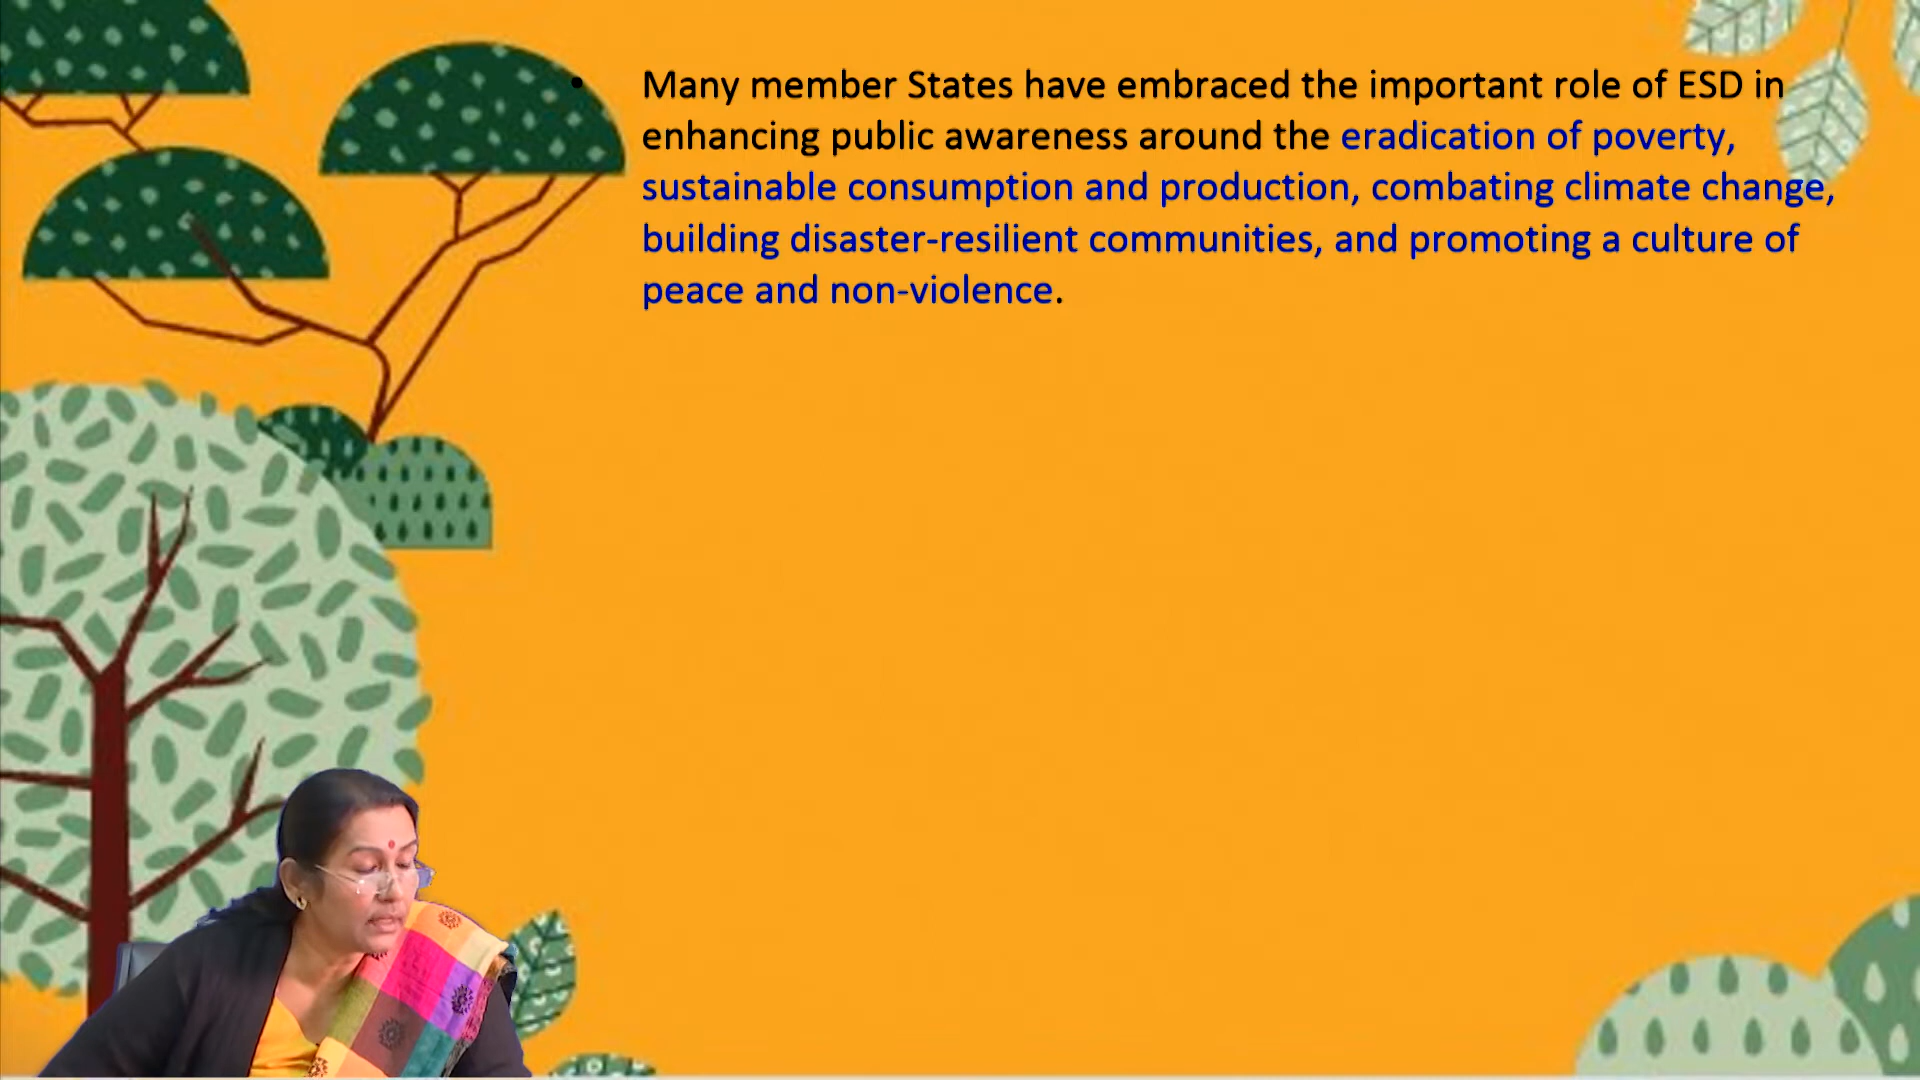 • Many member States have embraced the important role of ESD in
enhancing public awareness around the eradication of poverty,
sustainable consumption and production, combating climate change,
building disaster-resilient communities, and promoting a culture of
peace and non-violence.